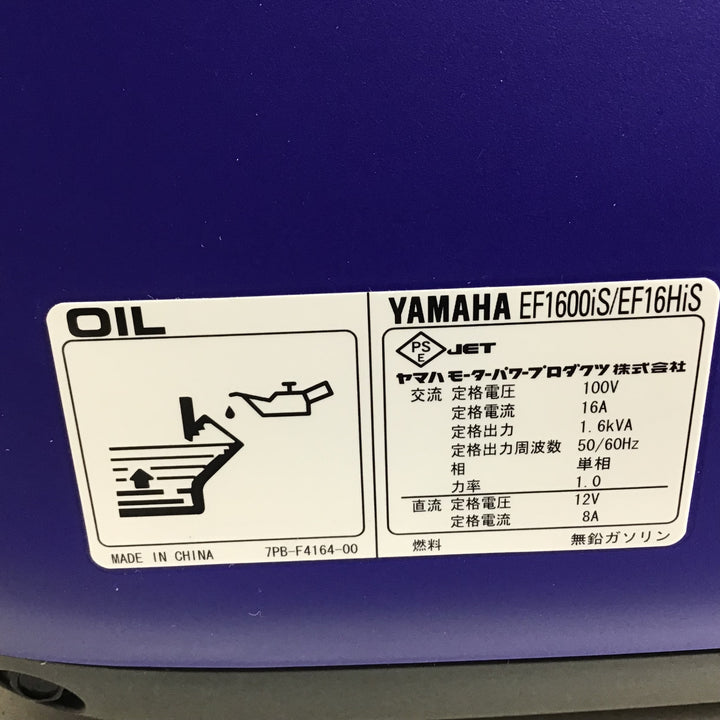 OIL
MADE IN CHINA 7PB-F4164-00
YAMAHA EF1600iS/EF16HiS
PS E JET
ヤマハモーターパワープロダクツ株式会社
交流 定格電圧 100V
定格電流 16A
定格出力 1.6kVA
定格出力周波数 50/60Hz
相 単相
力率 1.0
直流 定格電圧 12V
定格電流 8A
燃料 無鉛ガソリン